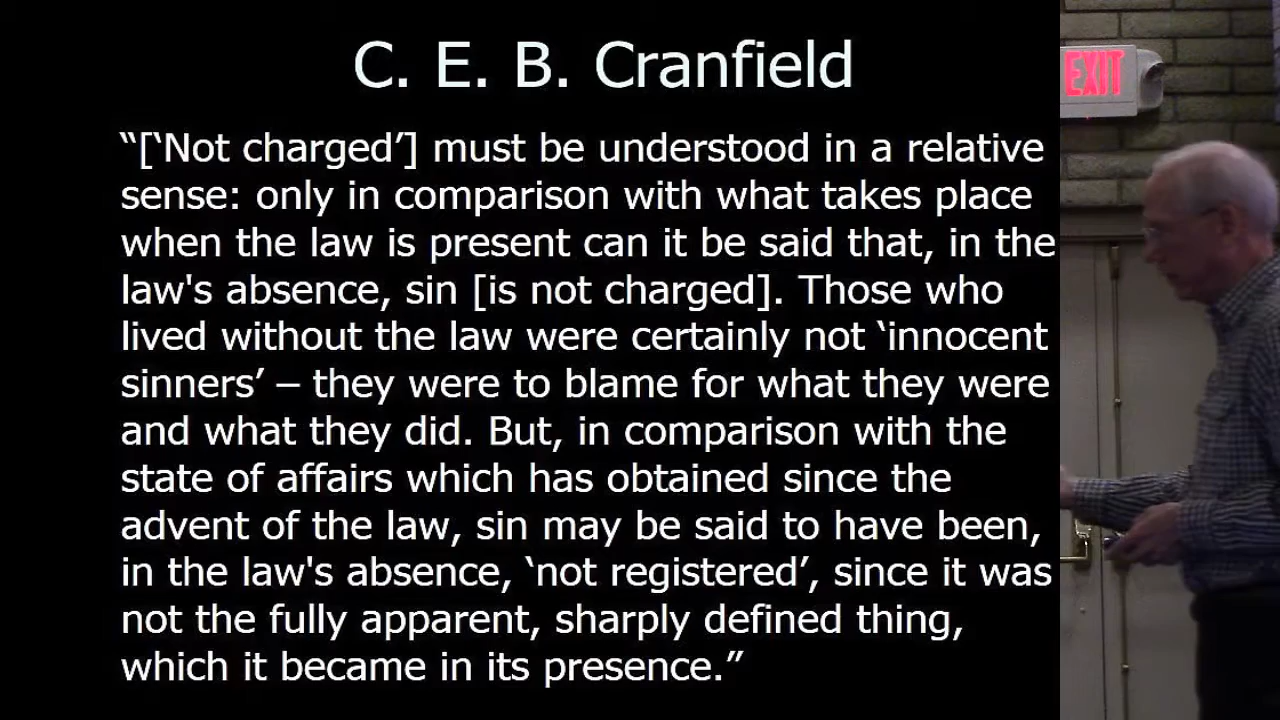 C. E. B. Cranfield
“[‘Not charged’] must be understood in a relative
sense: only in comparison with what takes place
when the law is present can it be said that, in the
law's absence, sin [is not charged]. Those who
lived without the law were certainly not ‘innocent
sinners’ – they were to blame for what they were
and what they did. But, in comparison with the
state of affairs which has obtained since the
advent of the law, sin may be said to have been,
in the law's absence, ‘not registered’, since it was
not the fully apparent, sharply defined thing,
which it became in its presence.”
EXIT